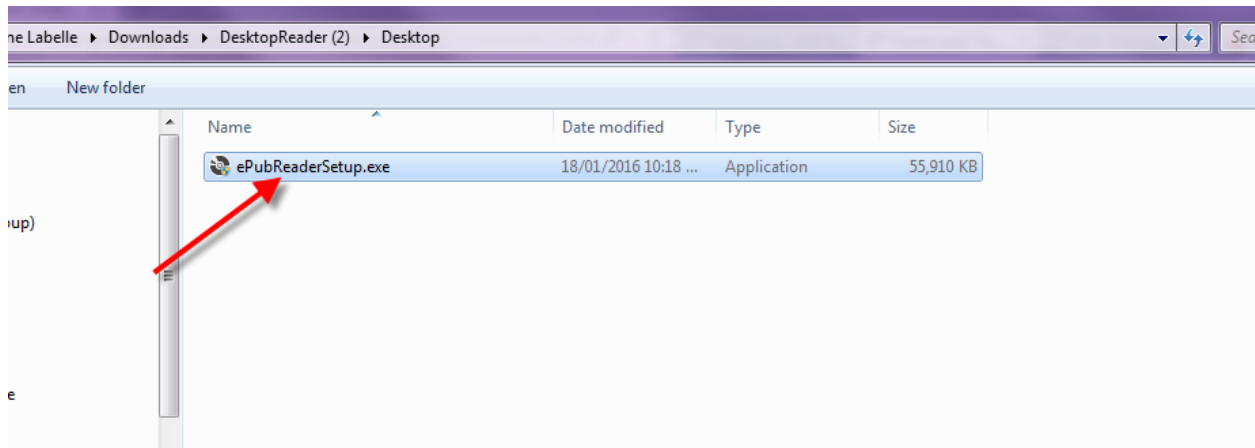 ne Labelle ▸ Downloads ▸ DesktopReader (2) ▸ Desktop Sea
en New folder
Name Date modified Type Size
ePubReaderSetup.exe 18/01/2016 10:18 ... Application 55,910 KB
oup)
e